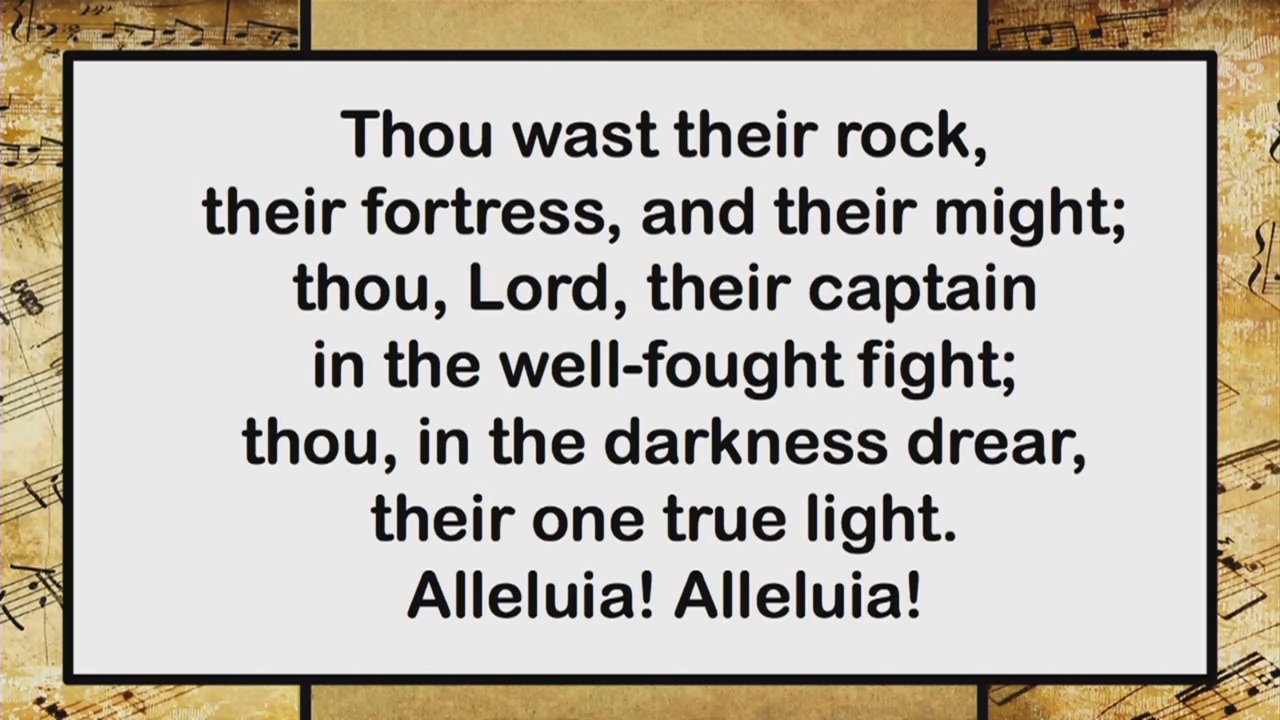 Thou wast their rock,
their fortress, and their might;
thou, Lord, their captain
in the well-fought fight;
thou, in the darkness drear,
their one true light.
Alleluia! Alleluia!